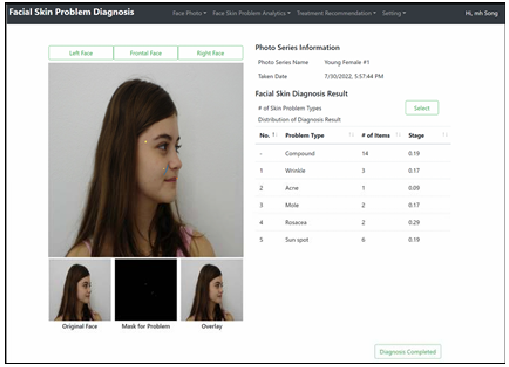 Facial Skin Problem Diagnosis
Face Photo Face Skin Problem Analytics Treatment Recommendation Setting Hi, mh Song
Left Face Frontal Face Right Face
Original Face Mask for Problem Overlay
Photo Series Information
Photo Series Name Young Female #1
Taken Date 7/30/2022, 5:57:44 PM
Facial Skin Diagnosis Result
# of Skin Problem Types Select
Distribution of Diagnosis Result
No. Problem Type # of Items Stage
- Compound 14 0.19
1 Wrinkle 3 0.17
2 Acne 1 0.09
3 Mole 2 0.17
4 Rosacea 2 0.29
5 Sun spot 6 0.19
Diagnosis Completed